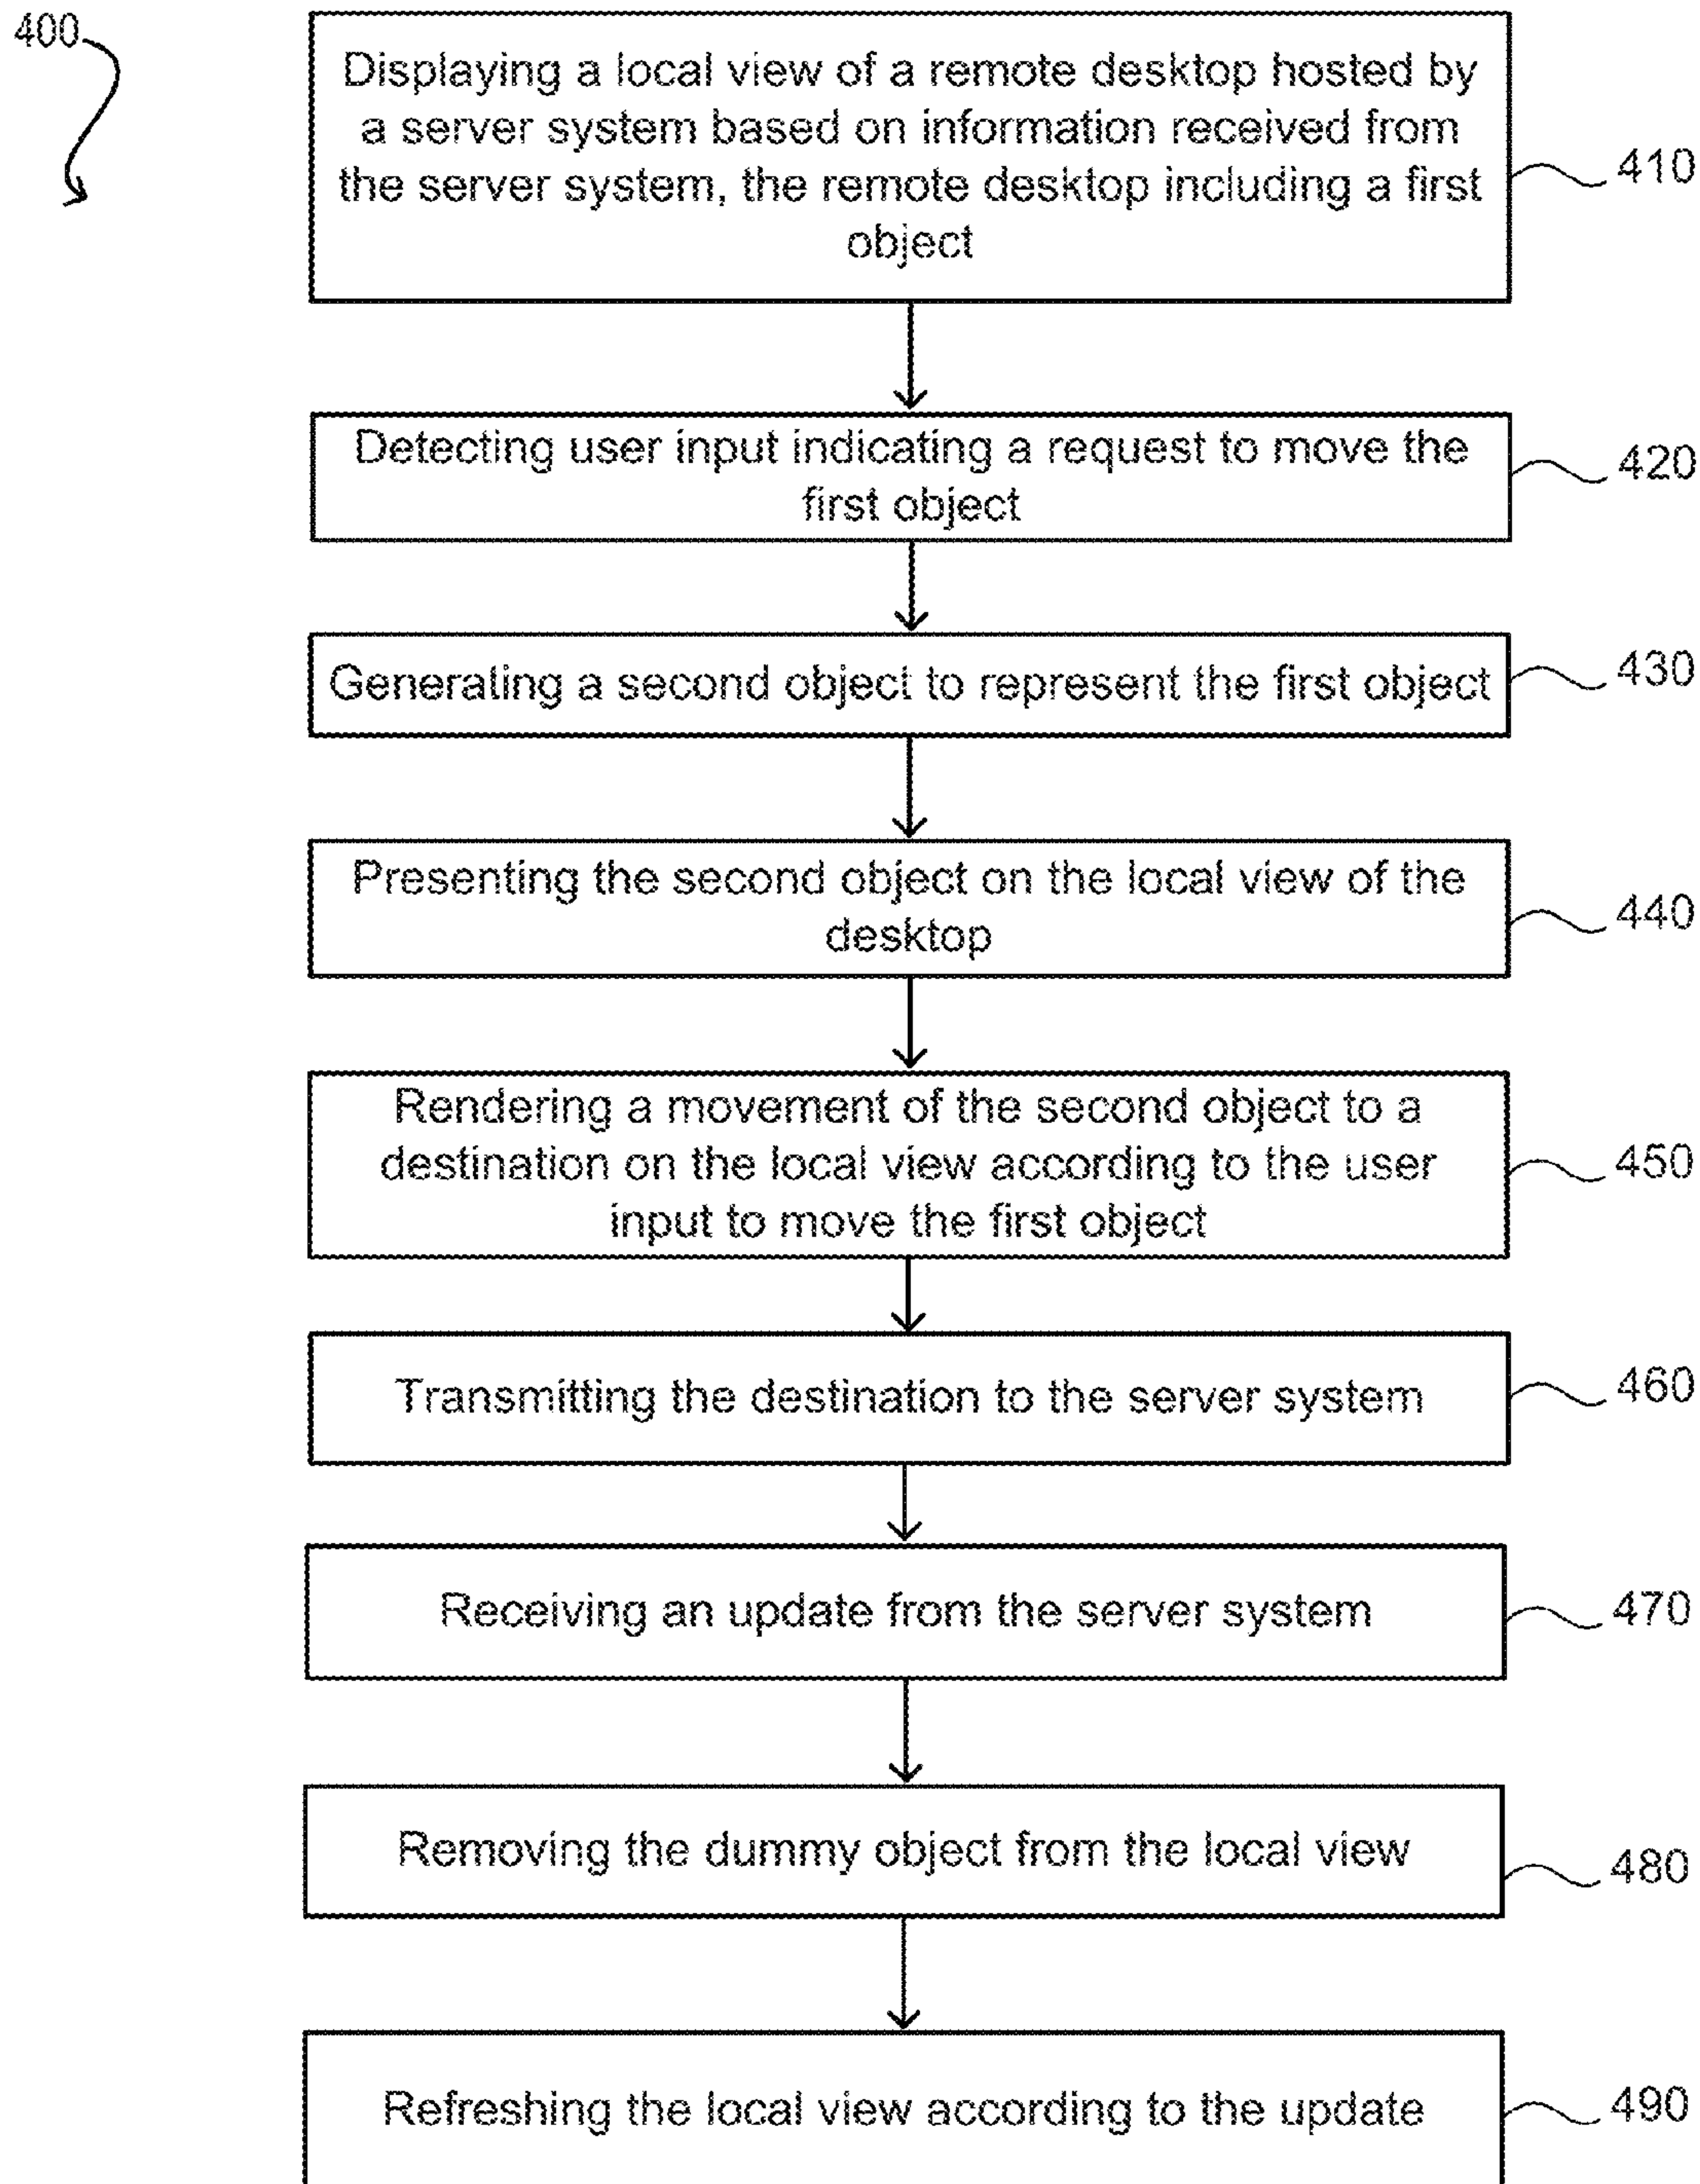 400
Displaying a local view of a remote desktop hosted by
a server system based on information received from
the server system, the remote desktop including a first
object
410
Detecting user input indicating a request to move the
first object
420
Generating a second object to represent the first object
430
Presenting the second object on the local view of the
desktop
440
Rendering a movement of the second object to a
destination on the local view according to the user
input to move the first object
450
Transmitting the destination to the server system
460
Receiving an update from the server system
470
Removing the dummy object from the local view
480
Refreshing the local view according to the update
490